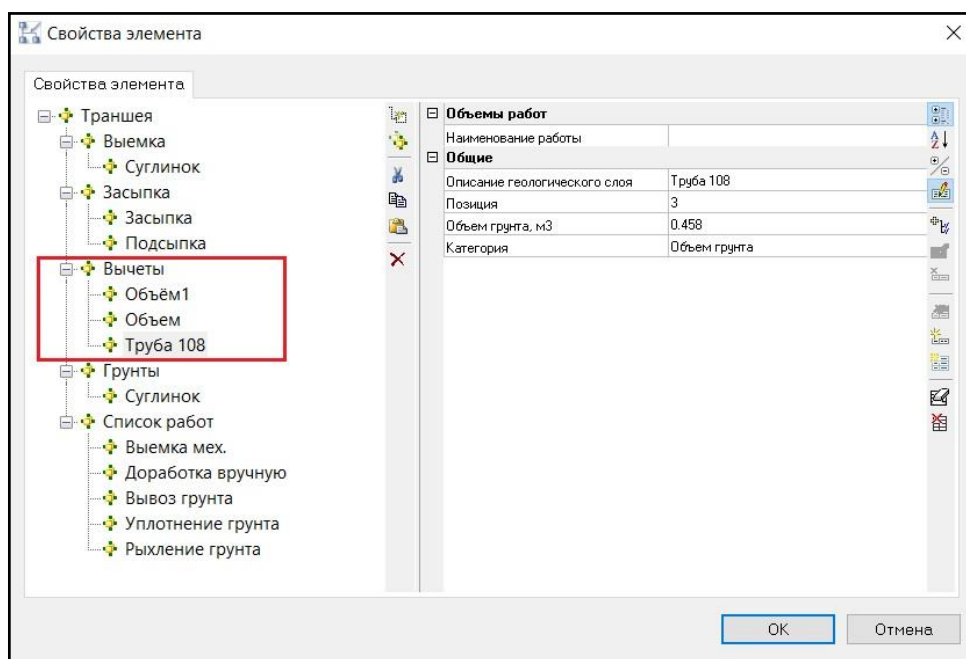 Свойства элемента
Свойства элемента
Траншея
Выемка
Суглинок
Засыпка
Засыпка
Подсыпка
Вычеты
Объём1
Объем
Труба 108
Грунты
Суглинок
Список работ
Выемка мех.
Доработка вручную
Вывоз грунта
Уплотнение грунта
Рыхление грунта
Объемы работ
Наименование работы
Общие
Описание геологического слоя Труба 108
Позиция 3
Объем грунта, м3 0.458
Категория Объем грунта
OK Отмена